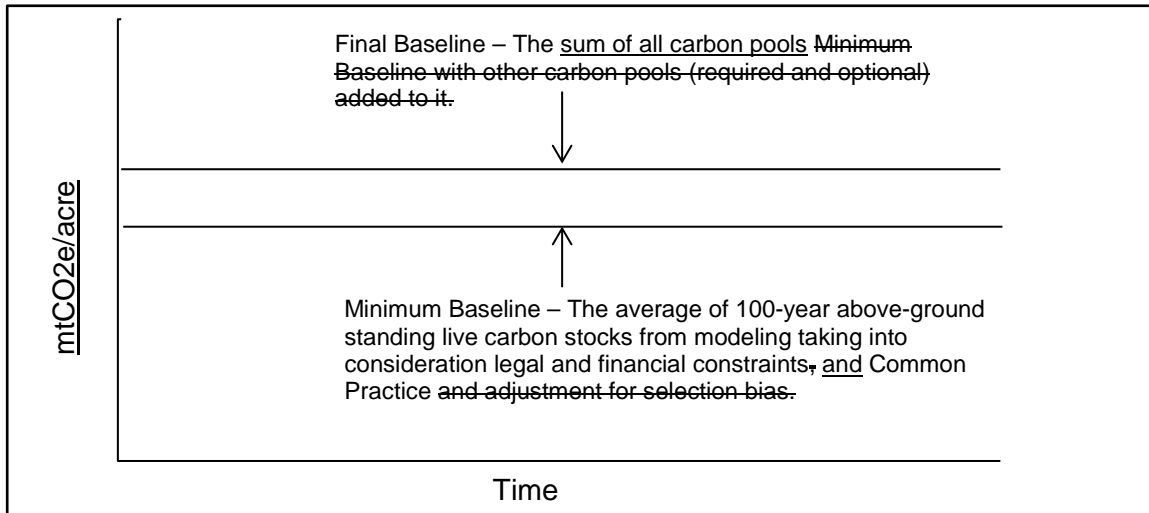 Final Baseline – The sum of all carbon pools Minimum
Baseline with other carbon pools (required and optional)
added to it.
mtCO2e/acre
Minimum Baseline – The average of 100-year above-ground
standing live carbon stocks from modeling taking into
consideration legal and financial constraints, and Common
Practice and adjustment for selection bias.
Time